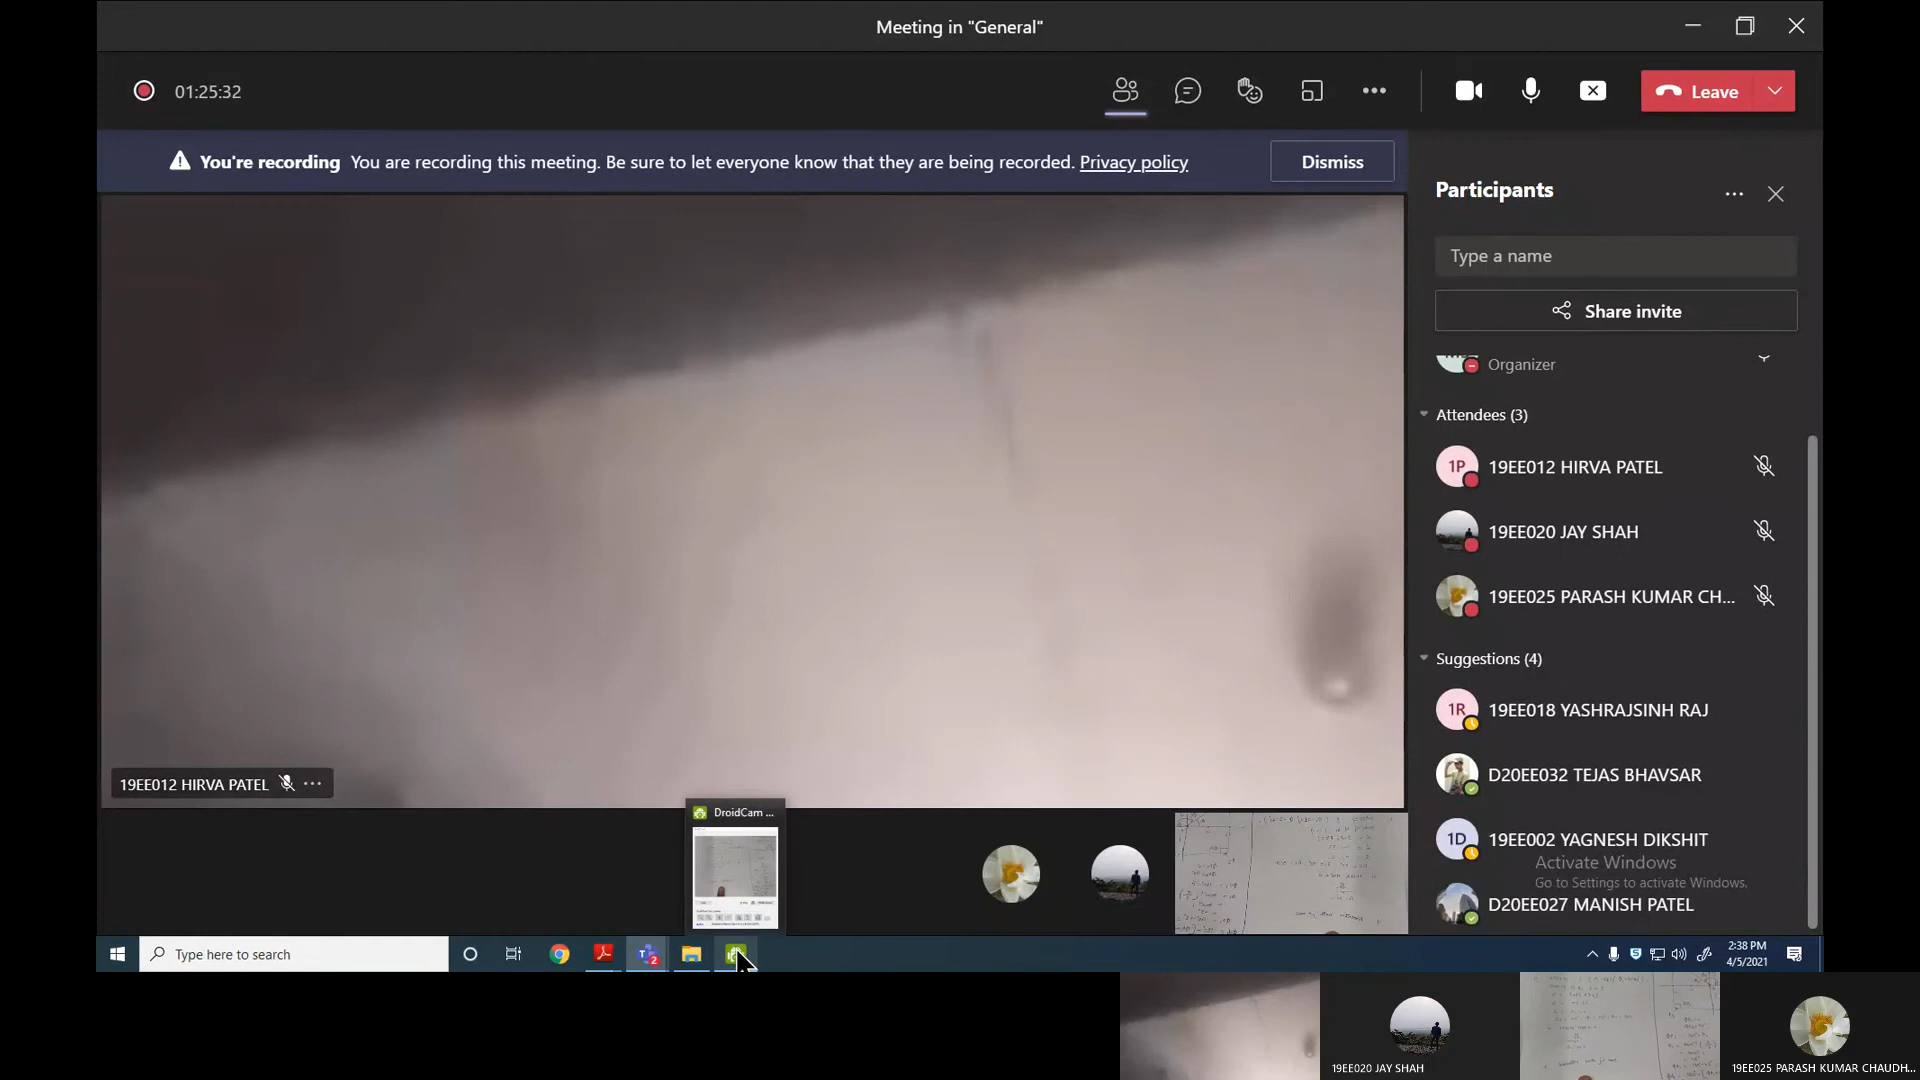 Meeting in "General"
01:25:32
Leave
You're recording You are recording this meeting. Be sure to let everyone know that they are being recorded. Privacy policy
Dismiss
Participants
Type a name
Share invite
Organizer
Attendees (3)
1P 19EE012 HIRVA PATEL
19EE020 JAY SHAH
19EE025 PARASH KUMAR CH...
Suggestions (4)
1R 19EE018 YASHRAJSINH RAJ
D20EE032 TEJAS BHAVSAR
1D 19EE002 YAGNESH DIKSHIT
Activate Windows
Go to Settings to activate Windows.
D20EE027 MANISH PATEL
19EE012 HIRVA PATEL
DroidCam ...
Type here to search
2
2:38 PM
4/5/2021
19EE020 JAY SHAH
19EE025 PARASH KUMAR CHAUDH...